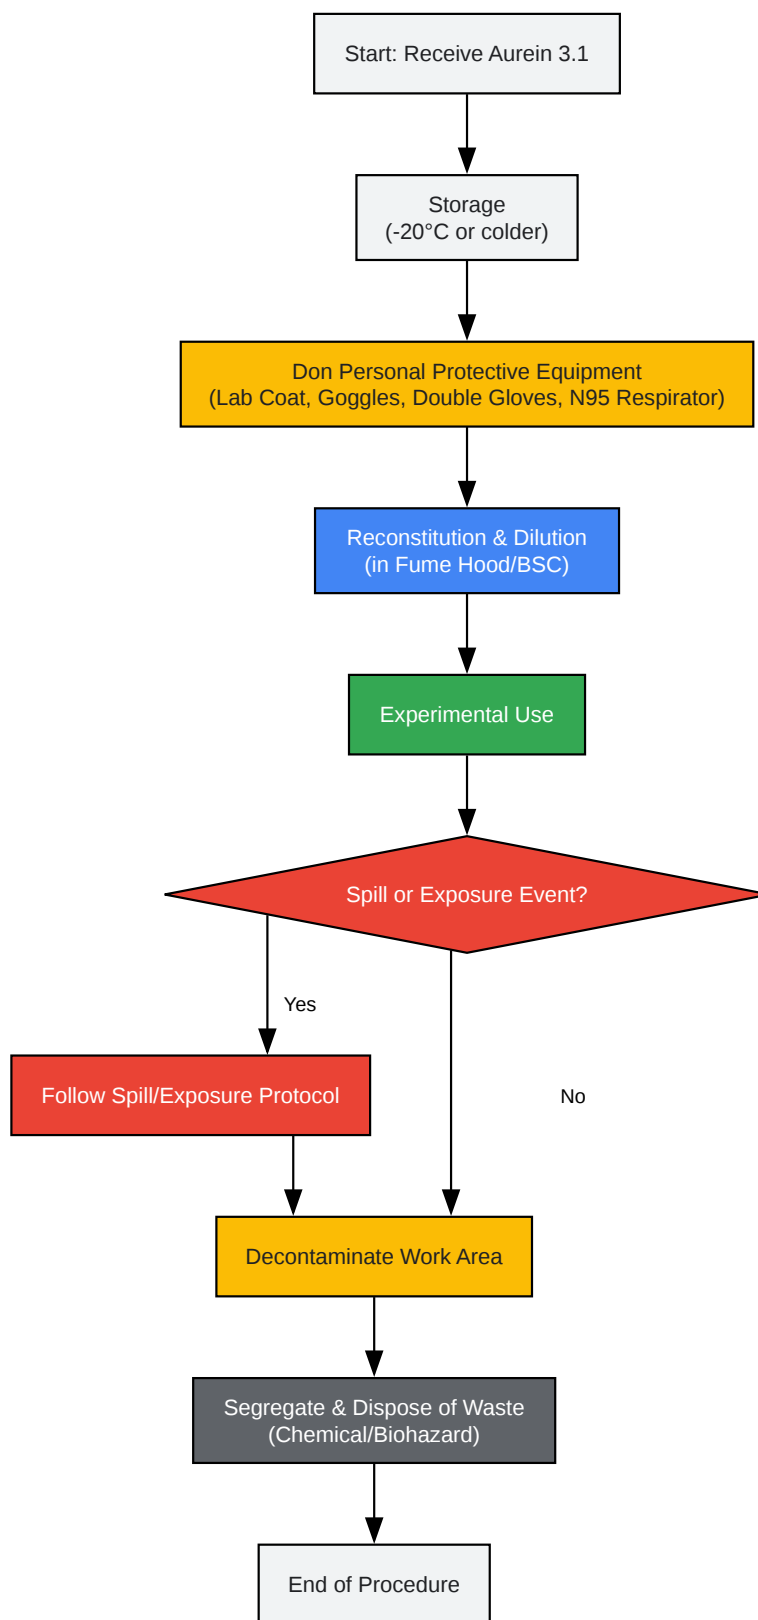 Start: Receive Aurein 3.1
Storage
(-20°C or colder)
Don Personal Protective Equipment
(Lab Coat, Goggles, Double Gloves, N95 Respirator)
Reconstitution & Dilution
(in Fume Hood/BSC)
Experimental Use
Spill or Exposure Event?
Yes
Follow Spill/Exposure Protocol
No
Decontaminate Work Area
Segregate & Dispose of Waste
(Chemical/Biohazard)
End of Procedure